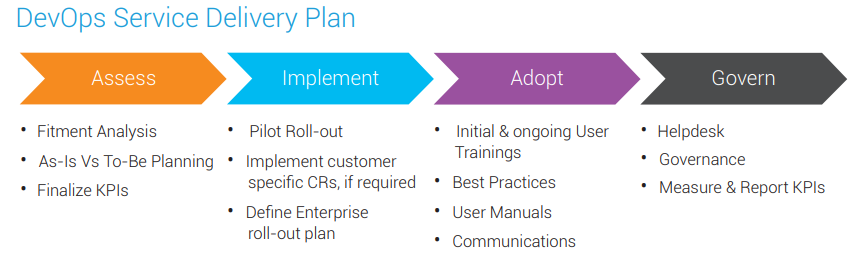 DevOps Service Delivery Plan
Assess
• Fitment Analysis
• As-Is Vs To-Be Planning
• Finalize KPIs
Implement
• Pilot Roll-out
• Implement customer
specific CRs, if required
• Define Enterprise
roll-out plan
Adopt
• Initial & ongoing User
Trainings
• Best Practices
• User Manuals
• Communications
Govern
• Helpdesk
• Governance
• Measure & Report KPIs